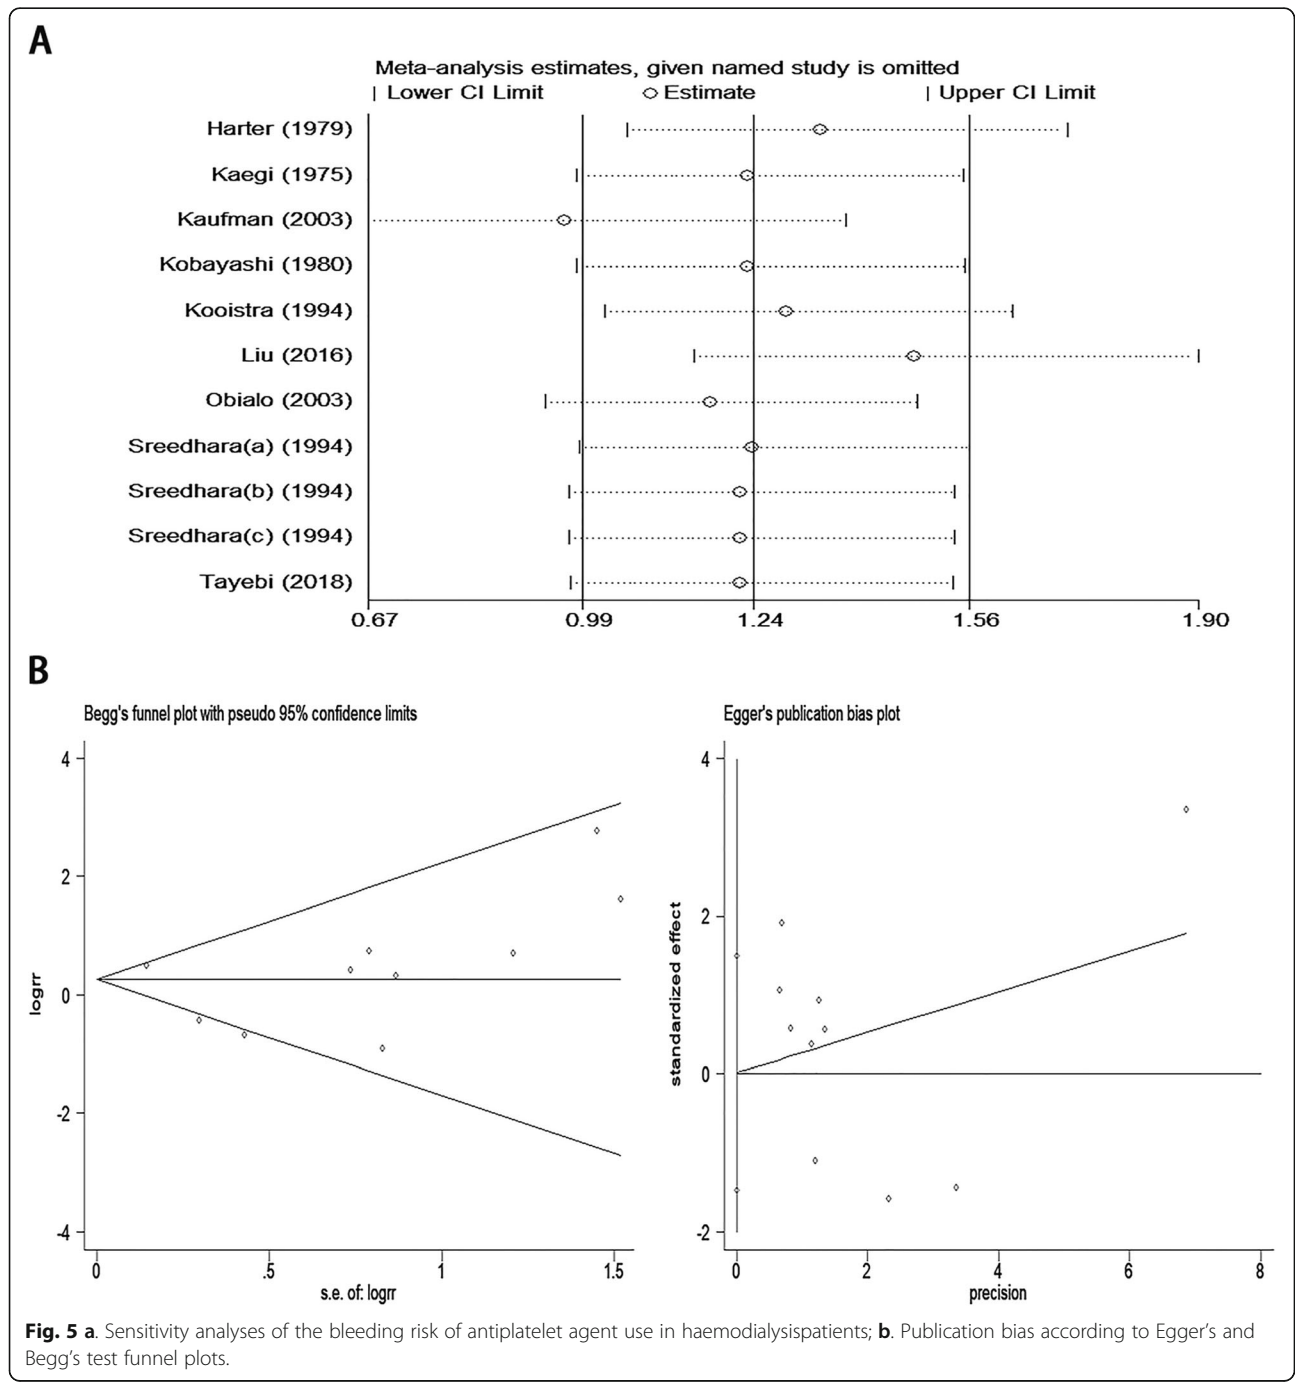 A
Meta-analysis estimates, given named study is omitted
| Lower CI Limit ○ Estimate | Upper CI Limit
Harter (1979)
Kaegi (1975)
Kaufman (2003)
Kobayashi (1980)
Kooistra (1994)
Liu (2016)
Obialo (2003)
Sreedhara(a) (1994)
Sreedhara(b) (1994)
Sreedhara(c) (1994)
Tayebi (2018)
0.67 0.99 1.24 1.56 1.90
B
Begg's funnel plot with pseudo 95% confidence limits
logrr
4
2
0
-2
-4
0 .5 1 1.5
s.e. of: logrr
Egger's publication bias plot
standardized effect
4
2
0
-2
0 2 4 6 8
precision
Fig. 5 a. Sensitivity analyses of the bleeding risk of antiplatelet agent use in haemodialysispatients; b. Publication bias according to Egger's and
Begg's test funnel plots.